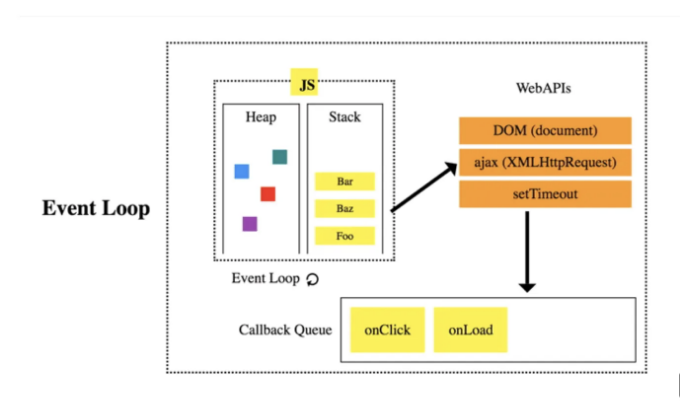 Event Loop
JS
Heap
Stack
Bar
Baz
Foo
Event Loop
WebAPIs
DOM (document)
ajax (XMLHttpRequest)
setTimeout
Callback Queue
onClick
onLoad